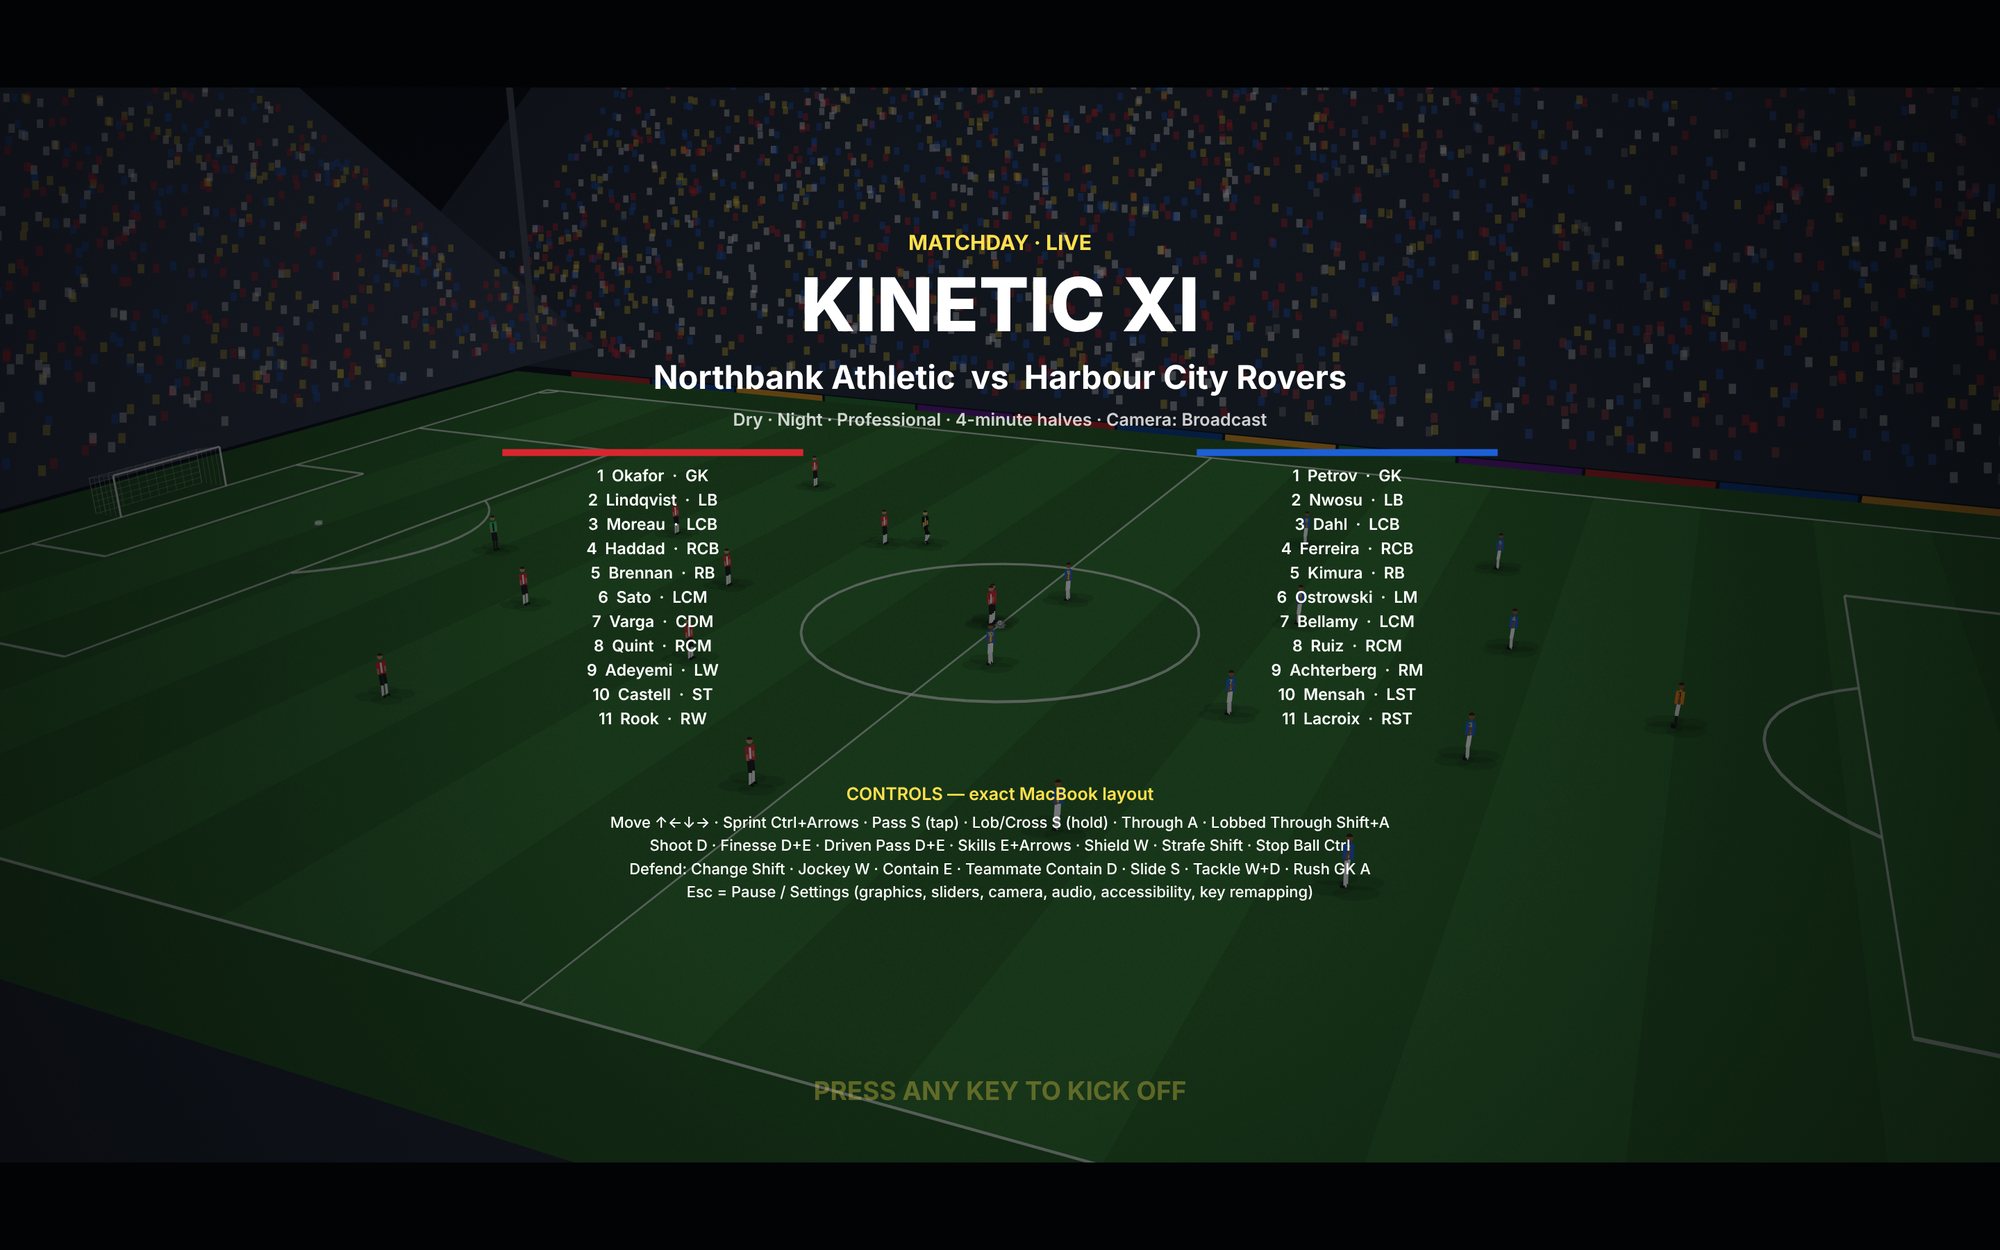 MATCHDAY · LIVE
KINETIC XI
Northbank Athletic vs Harbour City Rovers
Dry · Night · Professional · 4-minute halves · Camera: Broadcast
1 Okafor · GK
2 Lindqvist · LB
3 Moreau · LCB
4 Haddad · RCB
5 Brennan · RB
6 Sato · LCM
7 Varga · CDM
8 Quint · RCM
9 Adeyemi · LW
10 Castell · ST
11 Rook · RW
1 Petrov · GK
2 Nwosu · LB
3 Dahl · LCB
4 Ferreira · RCB
5 Kimura · RB
6 Ostrowski · LM
7 Bellamy · LCM
8 Ruiz · RCM
9 Achterberg · RM
10 Mensah · LST
11 Lacroix · RST
CONTROLS — exact MacBook layout
Move ↑←↓→ · Sprint Ctrl+Arrows · Pass S (tap) · Lob/Cross S (hold) · Through A · Lobbed Through Shift+A
Shoot D · Finesse D+E · Driven Pass D+E · Skills E+Arrows · Shield W · Strafe Shift · Stop Ball Ctrl
Defend: Change Shift · Jockey W · Contain E · Teammate Contain D · Slide S · Tackle W+D · Rush GK A
Esc = Pause / Settings (graphics, sliders, camera, audio, accessibility, key remapping)
PRESS ANY KEY TO KICK OFF